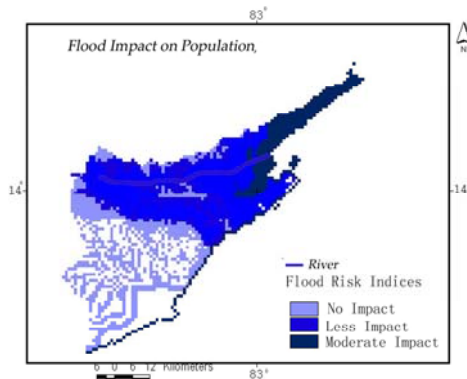 83°
Flood Impact on Population,
N
14°
14
River
Flood Risk Indices
No Impact
Less Impact
Moderate Impact
6 0 6 12 Kilometers
83°